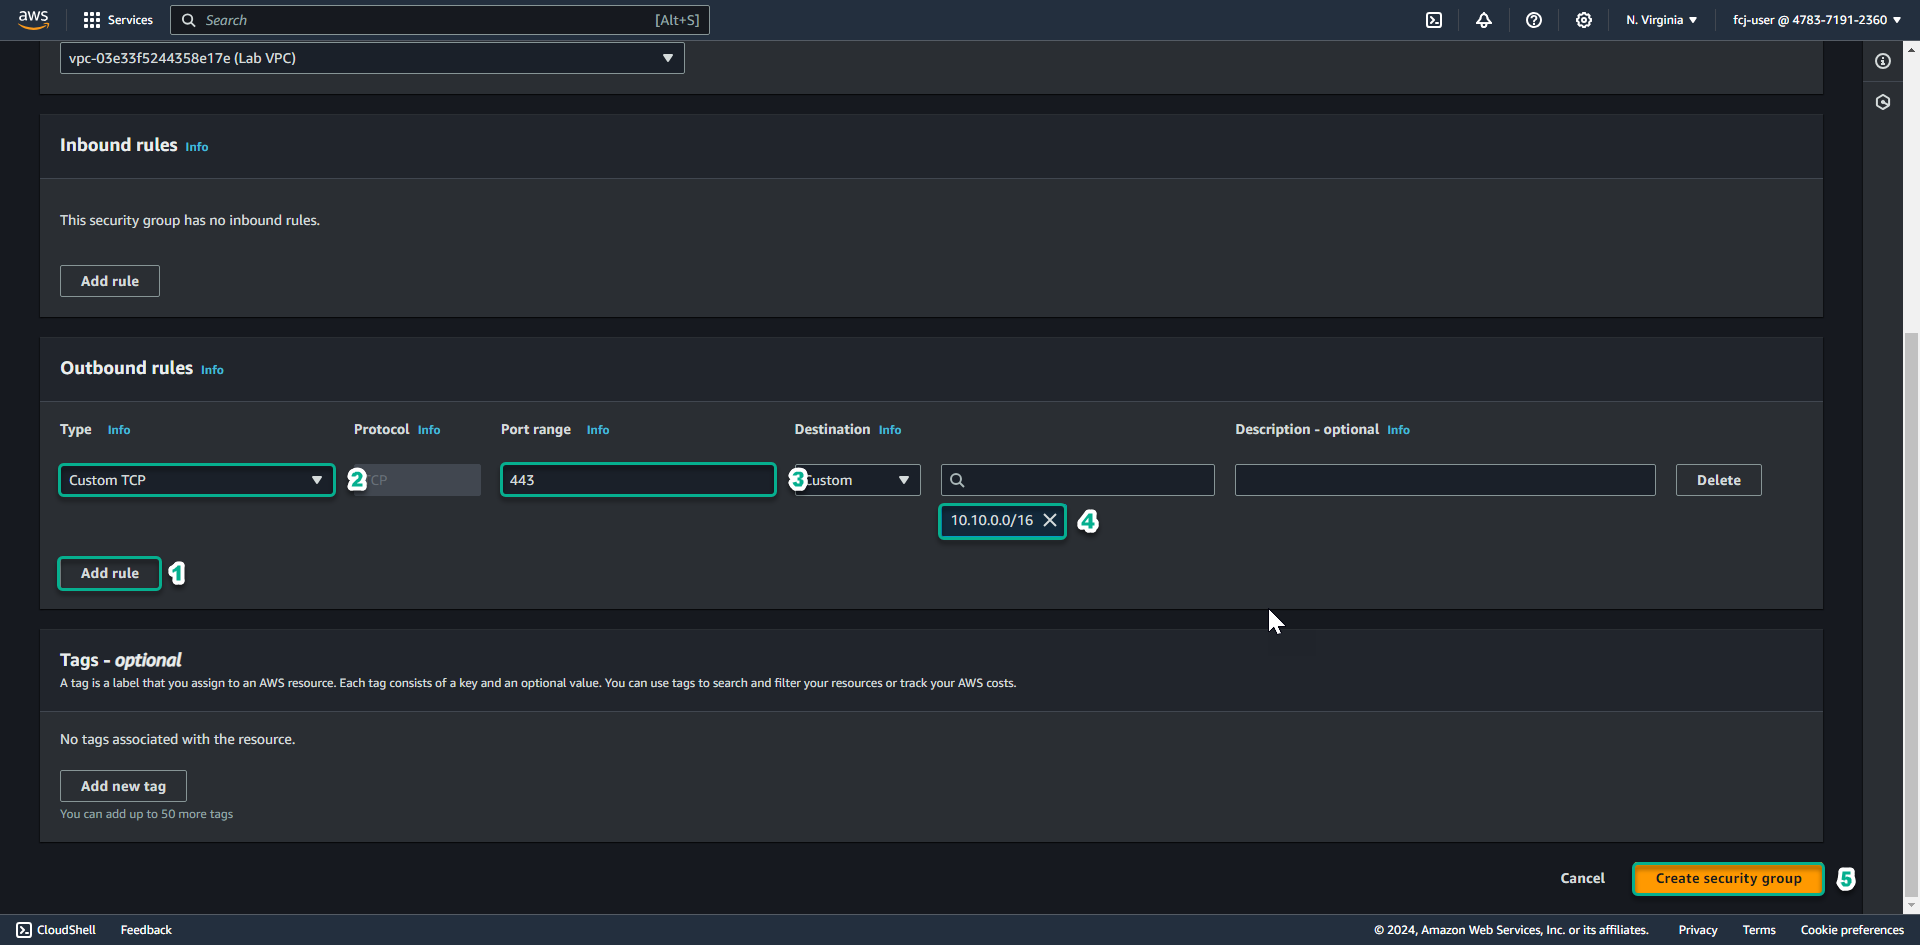 aws Services Search [Alt+S] N. Virginia fcj-user @ 4783-7191-2360
vpc-03e33f5244358e17e (Lab VPC)
Inbound rules Info
This security group has no inbound rules.
Add rule
Outbound rules Info
Type Info Protocol Info Port range Info Destination Info Description - optional Info
Custom TCP 2 CP 443 3 Custom Delete
10.10.0.0/16 4
Add rule 1
Tags - optional
A tag is a label that you assign to an AWS resource. Each tag consists of a key and an optional value. You can use tags to search and filter your resources or track your AWS costs.
No tags associated with the resource.
Add new tag
You can add up to 50 more tags
Cancel Create security group 5
CloudShell Feedback © 2024, Amazon Web Services, Inc. or its affiliates. Privacy Terms Cookie preferences